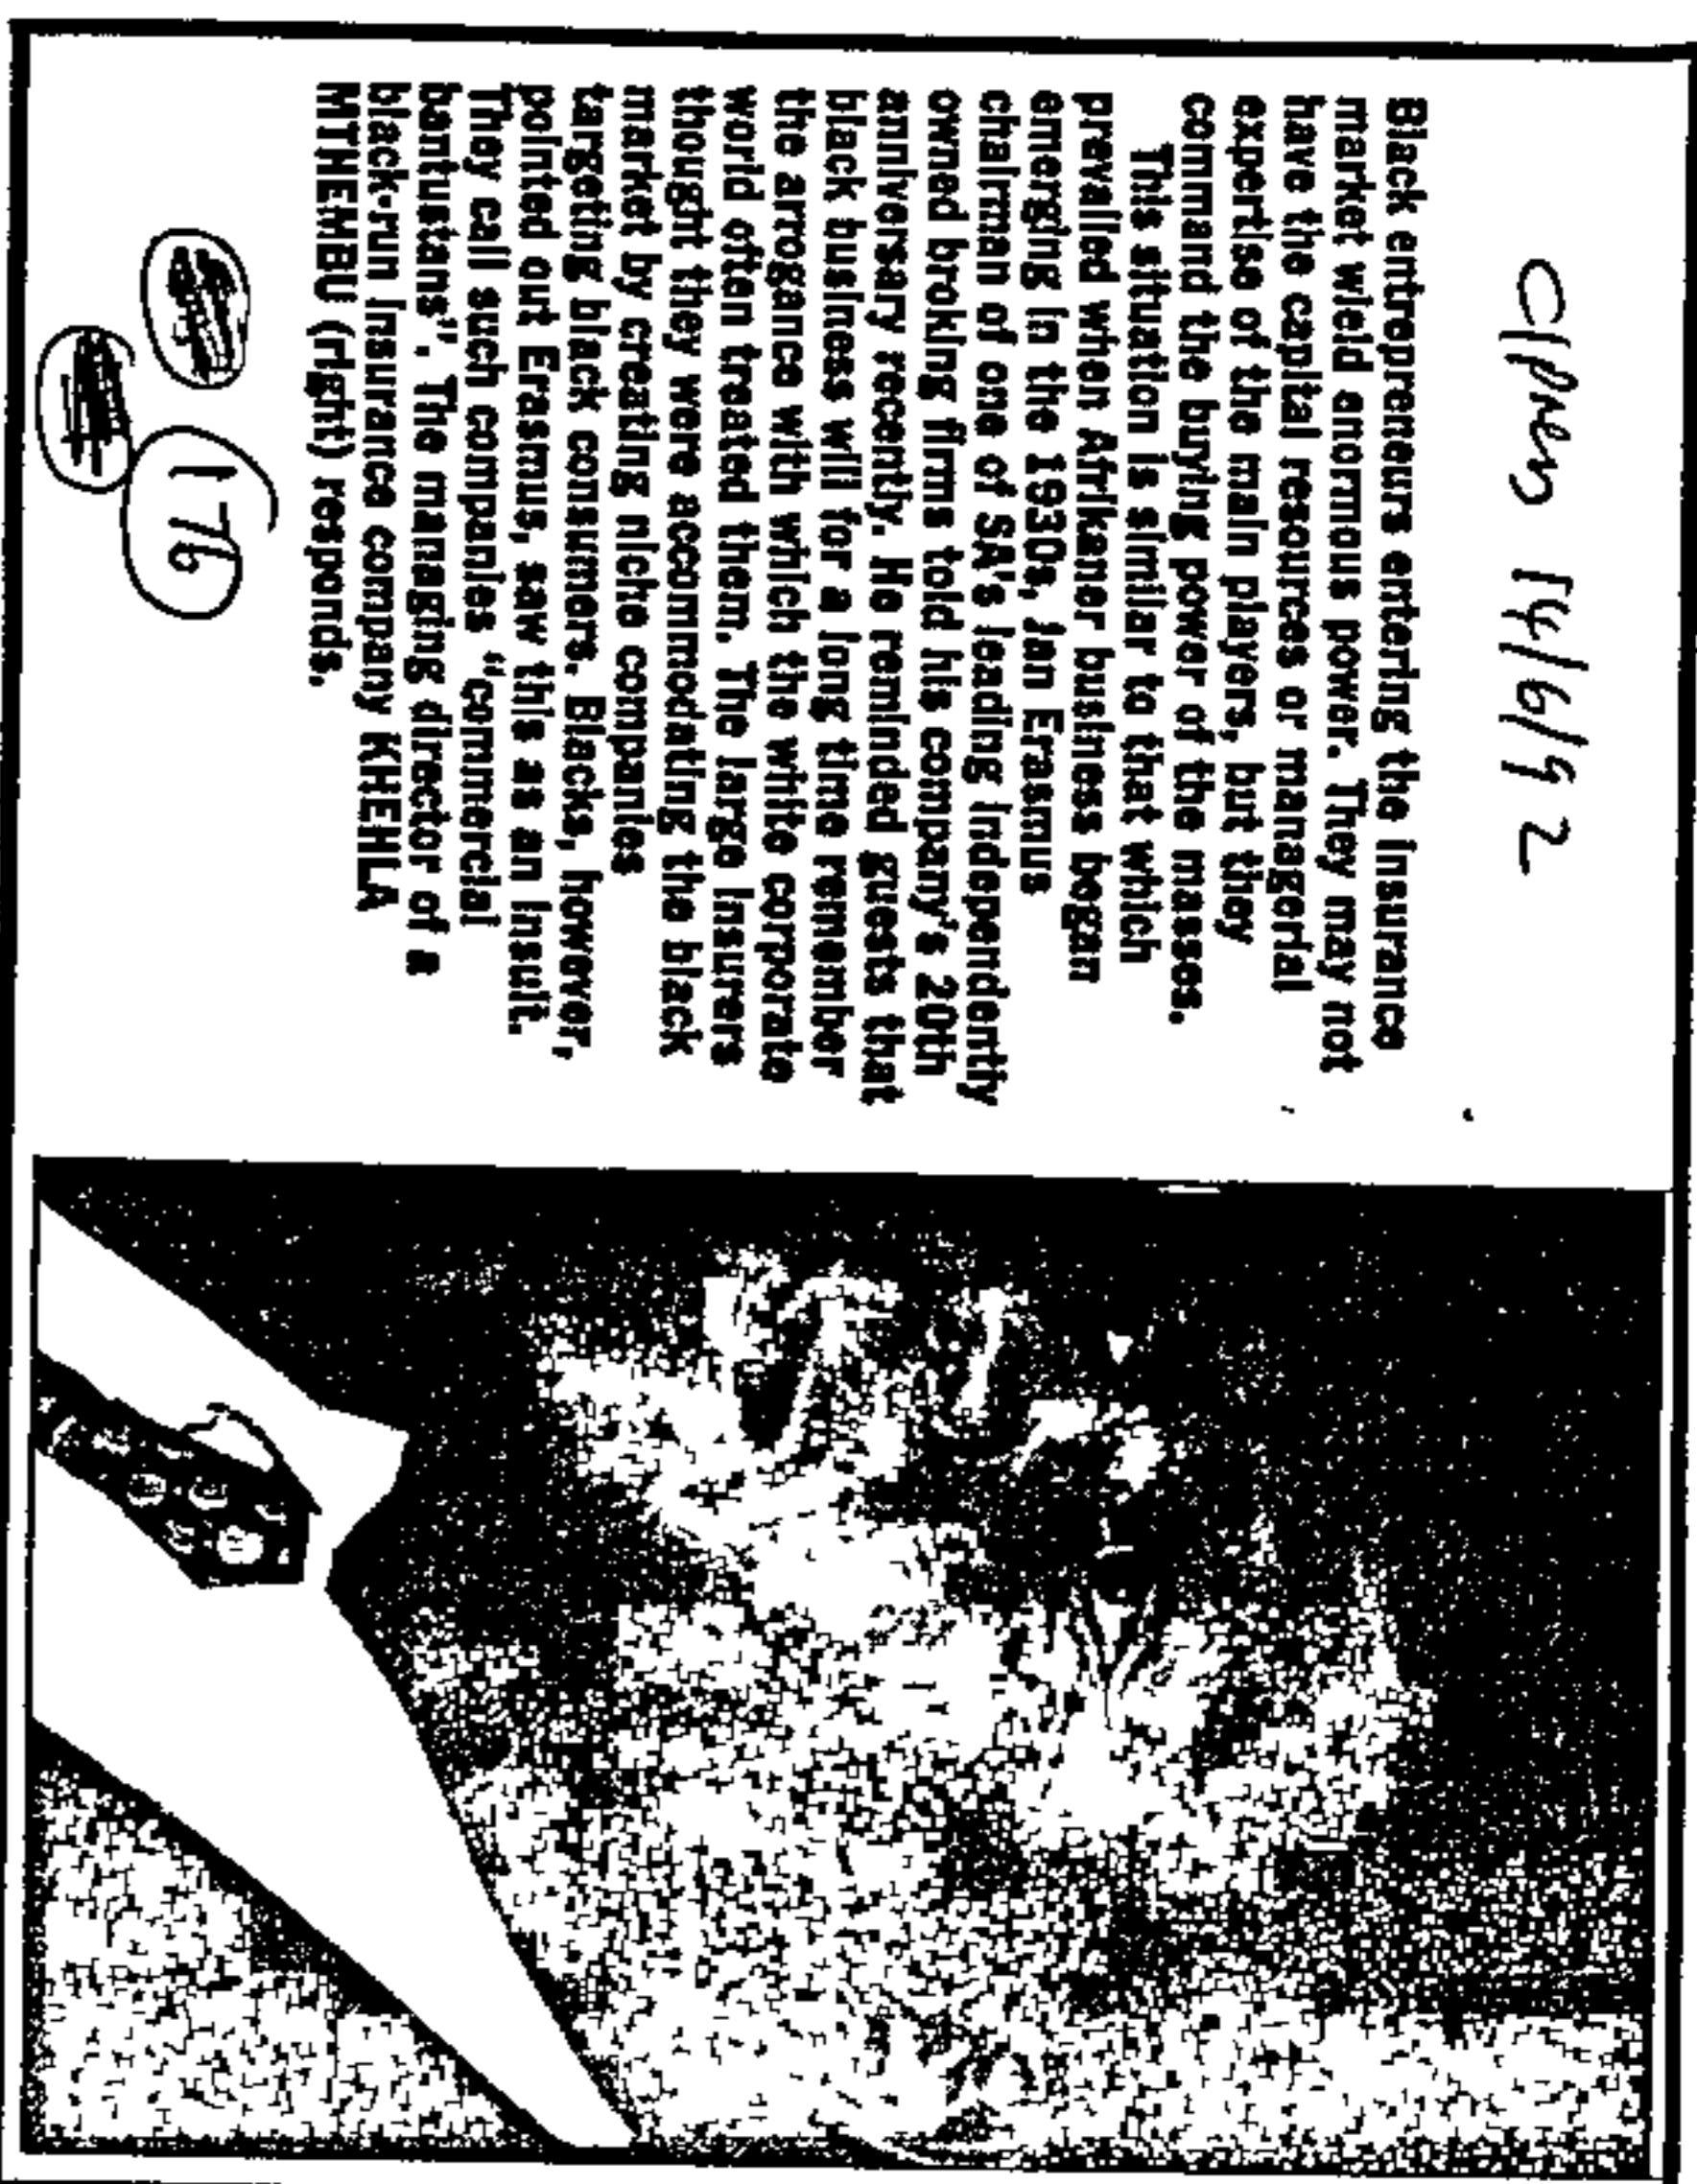 C/Press 14/6/92
Black entrepreneurs entering the insurance
market wield enormous power. They may not
have the capital resources or managerial
expertise of the main players, but they
command the buying power of the masses.
This situation is similar to that which
prevailed when Afrikaner business began
emerging in the 1930s, Jan Erasmus
chairman of one of SA's leading independently
owned broking firms told his company's 20th
anniversary recently. He reminded guests that
black business will for a long time remember
the arrogance with which the white corporate
world often treated them. The large insurers
thought they were accommodating the black
market by creating niche companies
targeting black consumers. Blacks, however,
pointed out Erasmus, saw this as an insult.
They call such companies "commercial
bantustans". The managing director of a
black-run insurance company KHEHLA
MTHEMBU (right) responds.
176